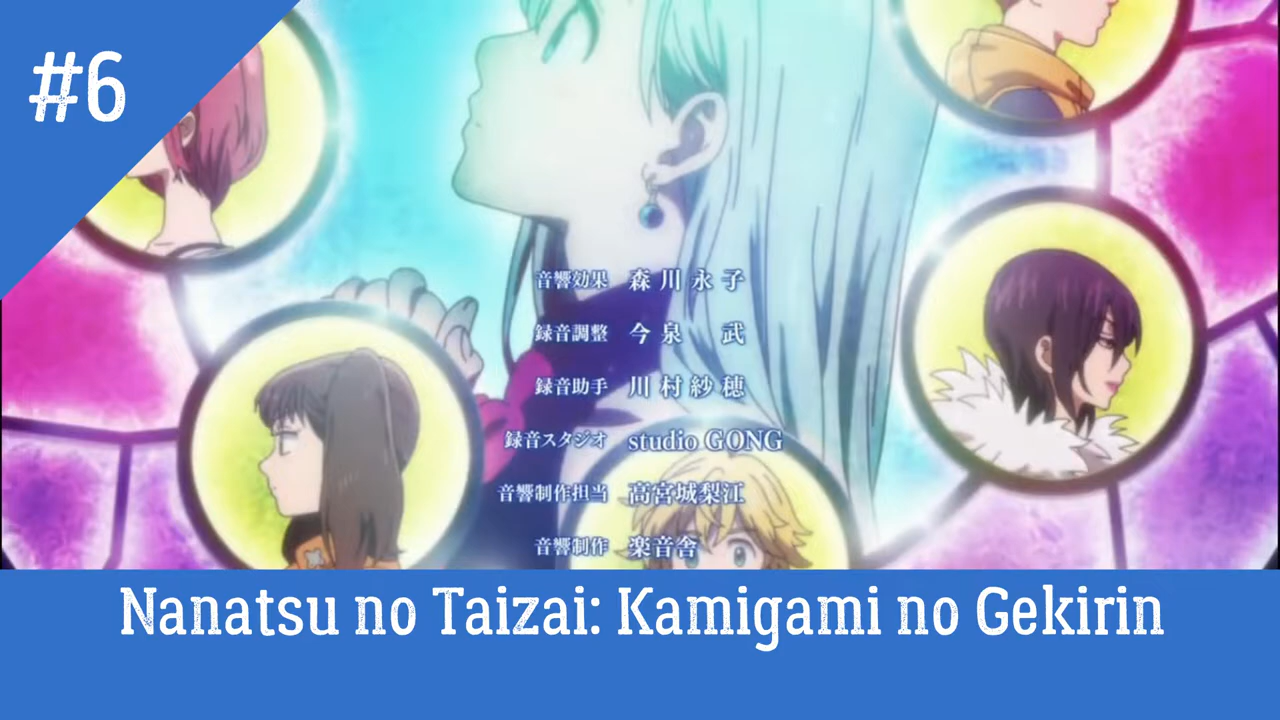 #6
音響効果 森川永子
録音調整 今泉 武
録音助手 川村紗穂
録音スタジオ studio GONG
音響制作担当 高宮城梨江
音響制作 楽音舎
Nanatsu no Taizai: Kamigami no Gekirin